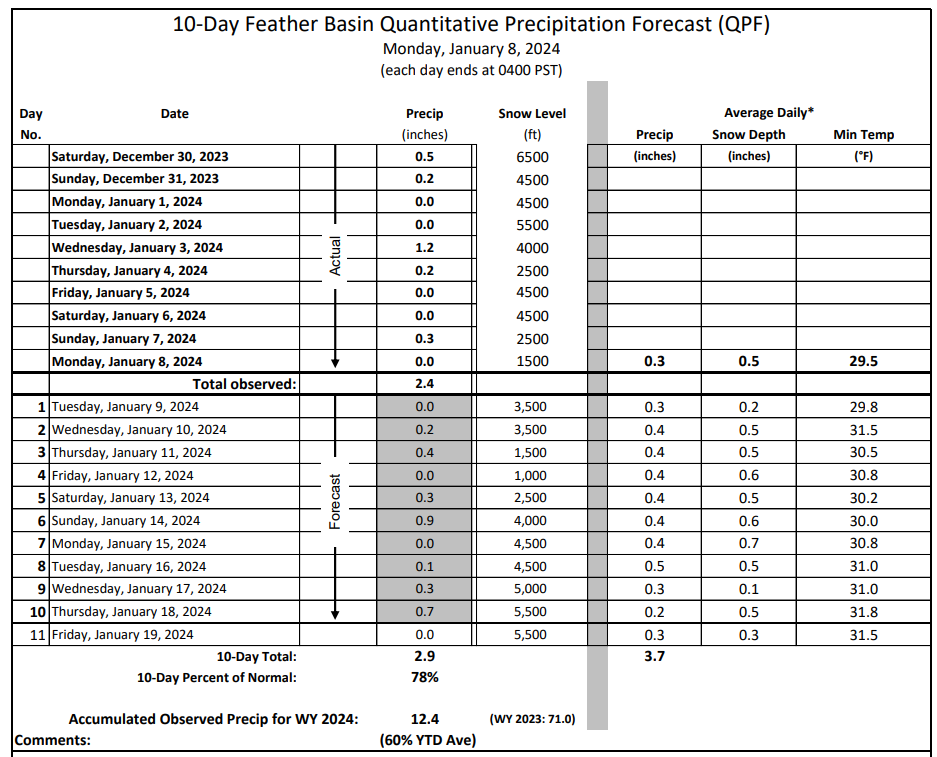 10-Day Feather Basin Quantitative Precipitation Forecast (QPF)
Monday, January 8, 2024
(each day ends at 0400 PST)
Day Date Precip Snow Level Average Daily*
No. (inches) (ft) Precip Snow Depth Min Temp
Saturday, December 30, 2023 0.5 6500 (inches) (inches) (°F)
Sunday, December 31, 2023 0.2 4500
Monday, January 1, 2024 0.0 4500
Tuesday, January 2, 2024 0.0 5500
Wednesday, January 3, 2024 Actual 1.2 4000
Thursday, January 4, 2024 0.2 2500
Friday, January 5, 2024 0.0 4500
Saturday, January 6, 2024 0.0 4500
Sunday, January 7, 2024 0.3 2500
Monday, January 8, 2024 0.0 1500 0.3 0.5 29.5
Total observed: 2.4
1 Tuesday, January 9, 2024 0.0 3,500 0.3 0.2 29.8
2 Wednesday, January 10, 2024 0.2 3,500 0.4 0.5 31.5
3 Thursday, January 11, 2024 0.4 1,500 0.4 0.5 30.5
4 Friday, January 12, 2024 0.0 1,000 0.4 0.6 30.8
5 Saturday, January 13, 2024 Forecast 0.3 2,500 0.4 0.5 30.2
6 Sunday, January 14, 2024 0.9 4,000 0.4 0.6 30.0
7 Monday, January 15, 2024 0.0 4,500 0.4 0.7 30.8
8 Tuesday, January 16, 2024 0.1 4,500 0.5 0.5 31.0
9 Wednesday, January 17, 2024 0.3 5,000 0.3 0.1 31.0
10 Thursday, January 18, 2024 0.7 5,500 0.2 0.5 31.8
11 Friday, January 19, 2024 0.0 5,500 0.3 0.3 31.5
10-Day Total: 2.9 3.7
10-Day Percent of Normal: 78%
Accumulated Observed Precip for WY 2024: 12.4 (WY 2023: 71.0)
Comments: (60% YTD Ave)